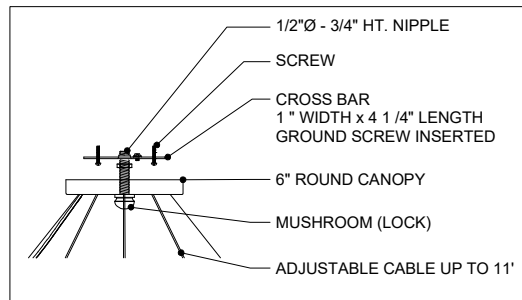 1/2"Ø - 3/4" HT. NIPPLE
SCREW
CROSS BAR
1 " WIDTH x 4 1 /4" LENGTH
GROUND SCREW INSERTED
6" ROUND CANOPY
MUSHROOM (LOCK)
ADJUSTABLE CABLE UP TO 11'